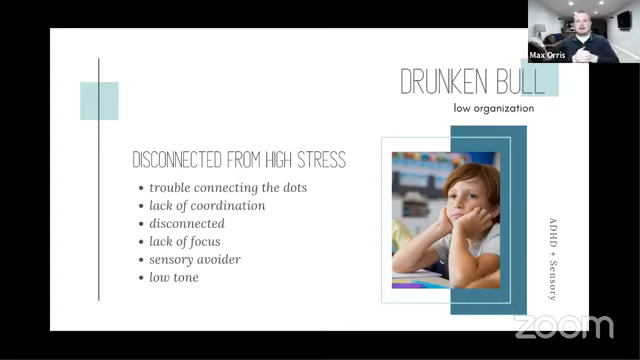 Max Orris
DRUNKEN BULL
low organization
DISCONNECTED FROM HIGH STRESS
• trouble connecting the dots
• lack of coordination
• disconnected
• lack of focus
• sensory avoider
• low tone
ADHD + Sensory
zoom